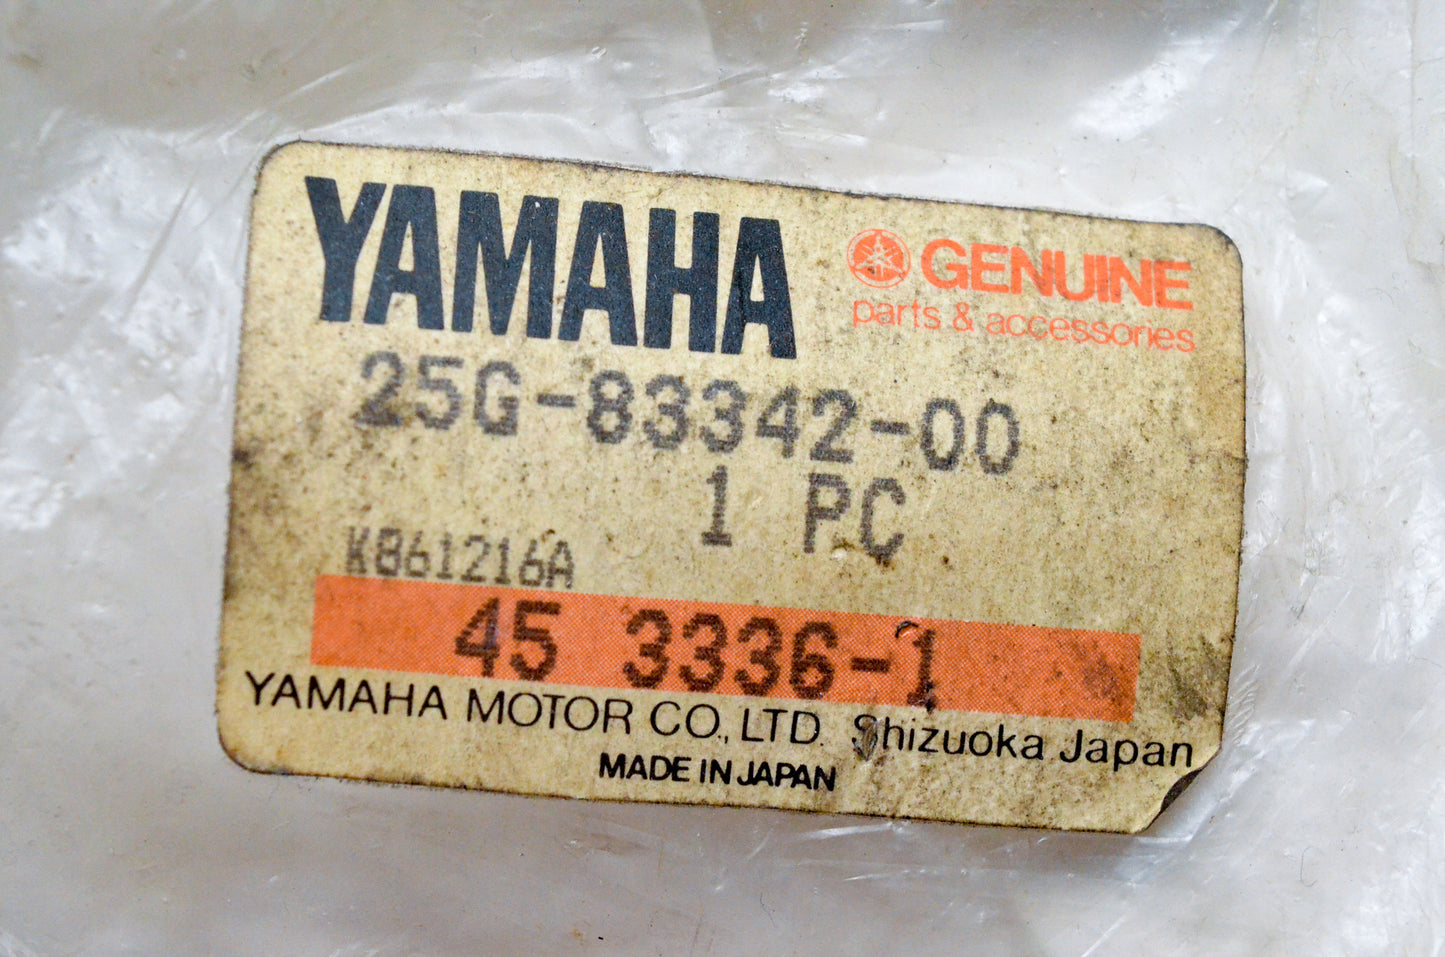 YAMAHA
GENUINE
parts & accessories
25G-83342-00
1 PC
K861216A
45 3336-1
YAMAHA MOTOR CO., LTD. Shizuoka Japan
MADE IN JAPAN